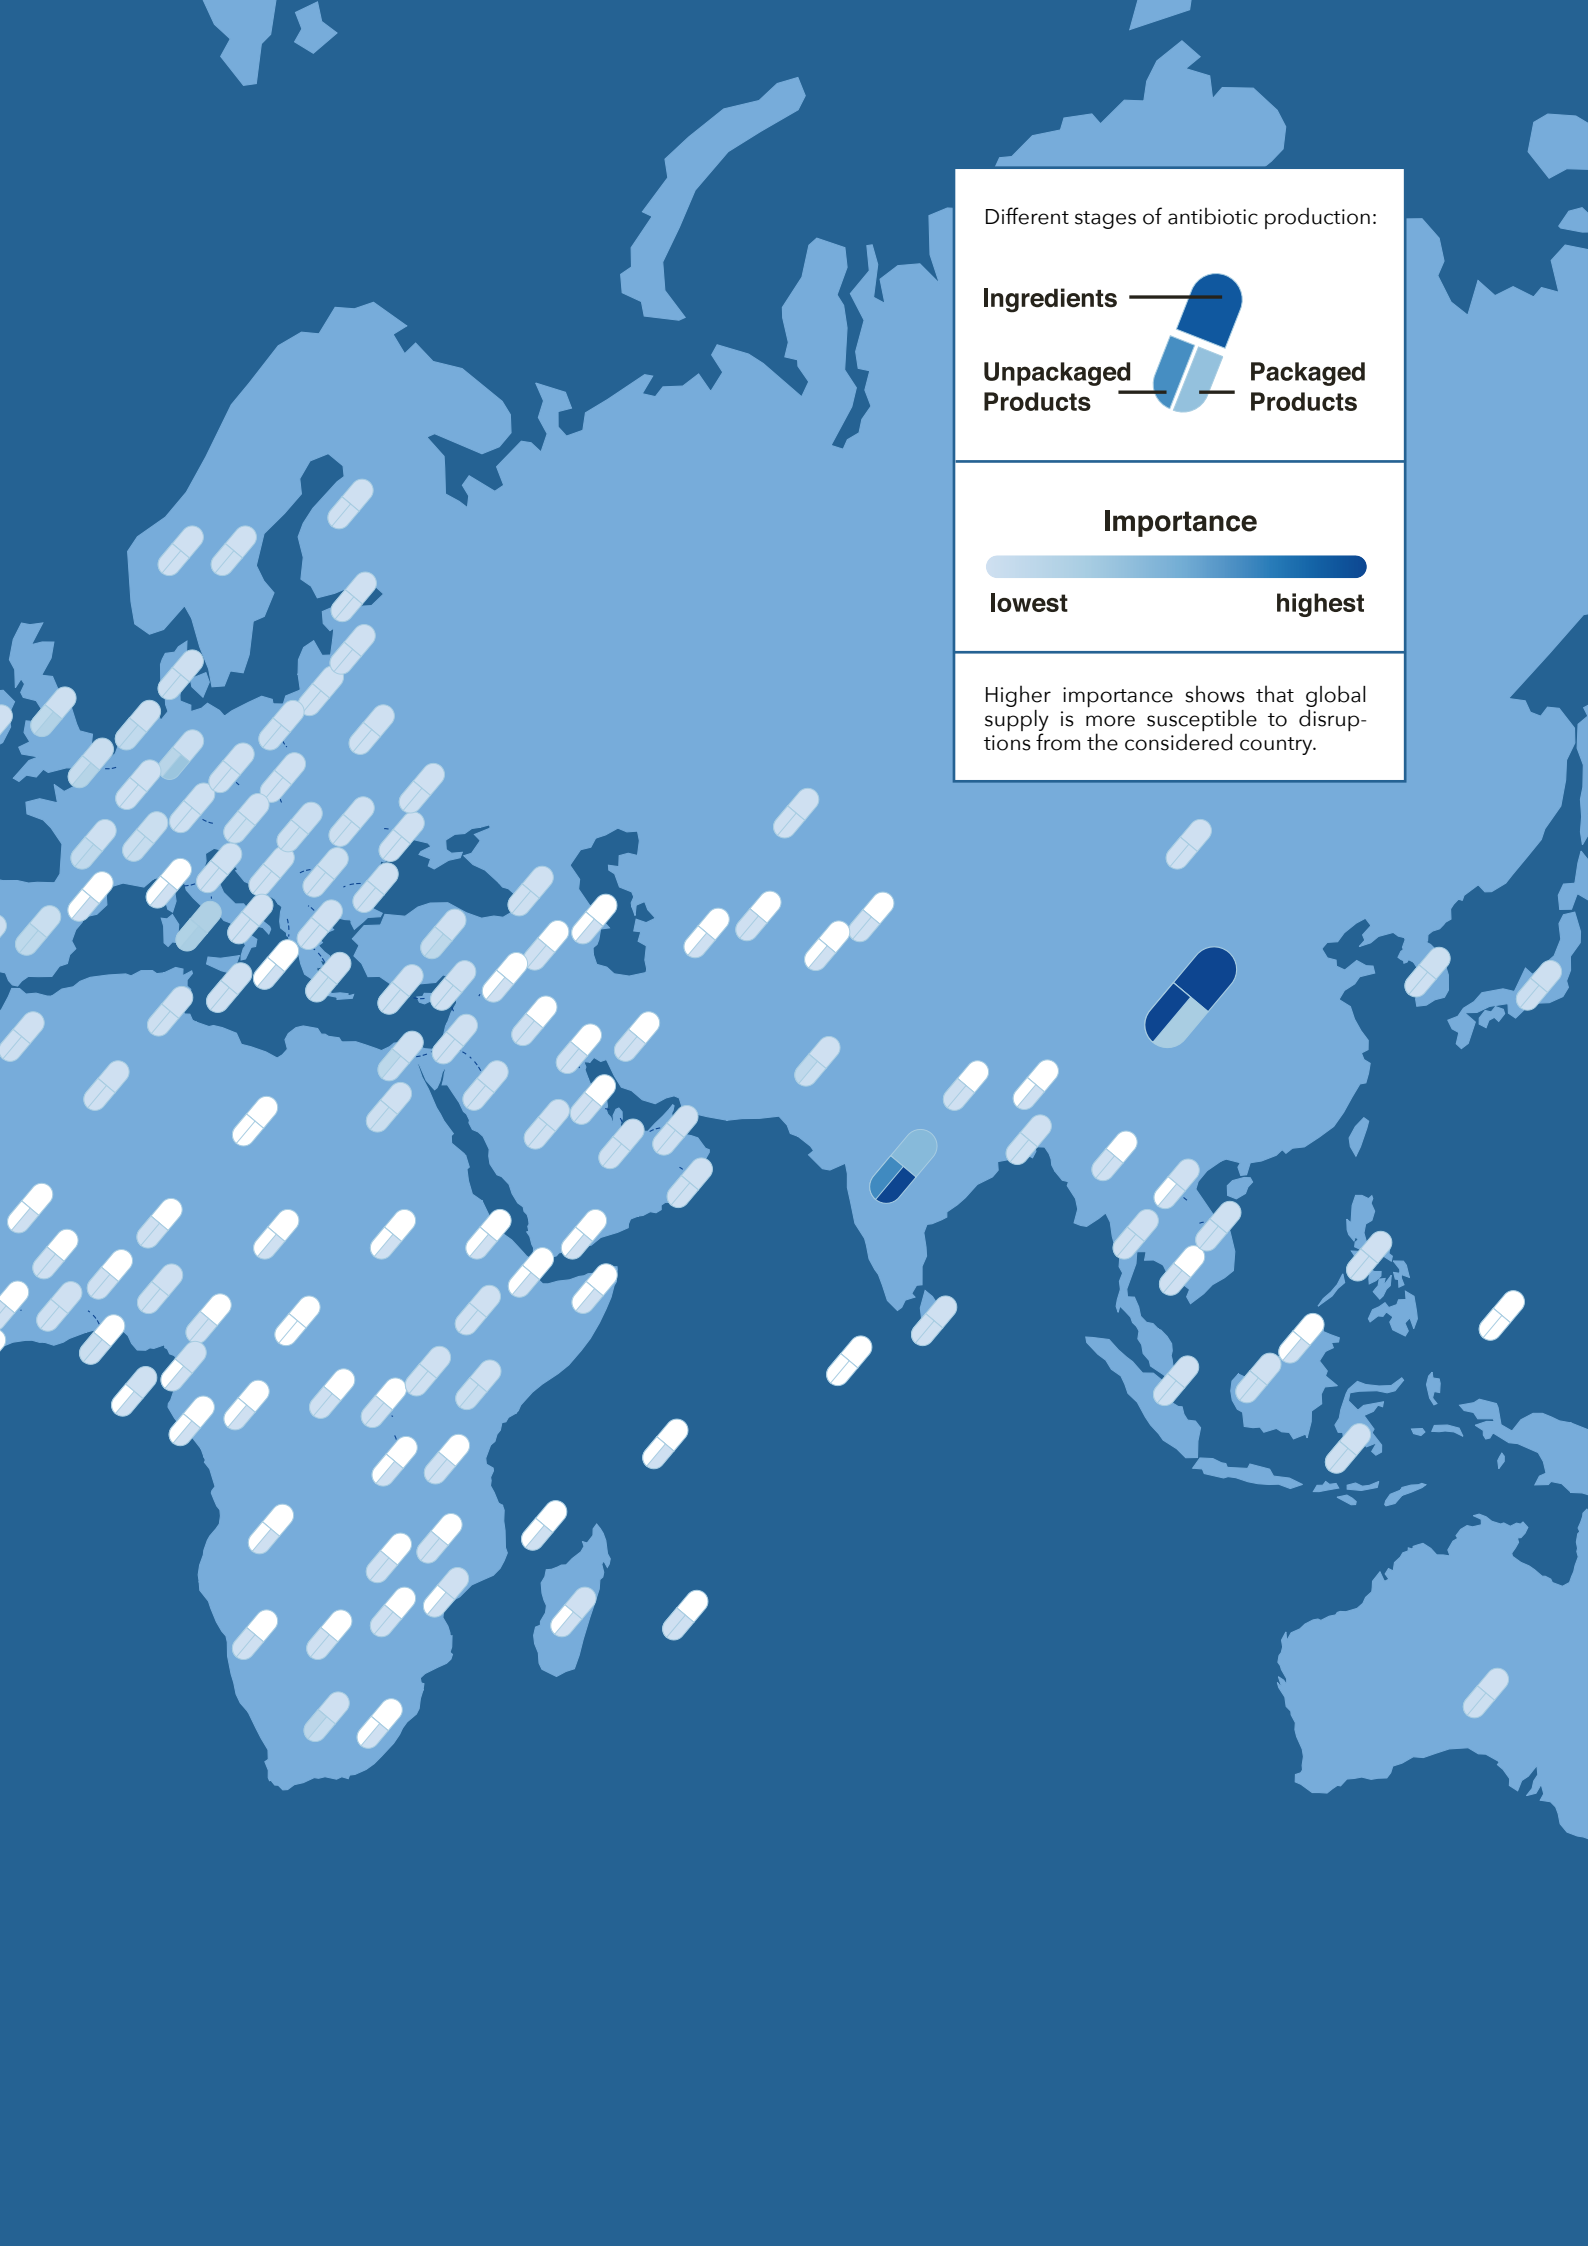 Different stages of antibiotic production:
Ingredients
Unpackaged
Products
Packaged
Products
Importance
lowest
highest
Higher importance shows that global
supply is more susceptible to disrup-
tions from the considered country.